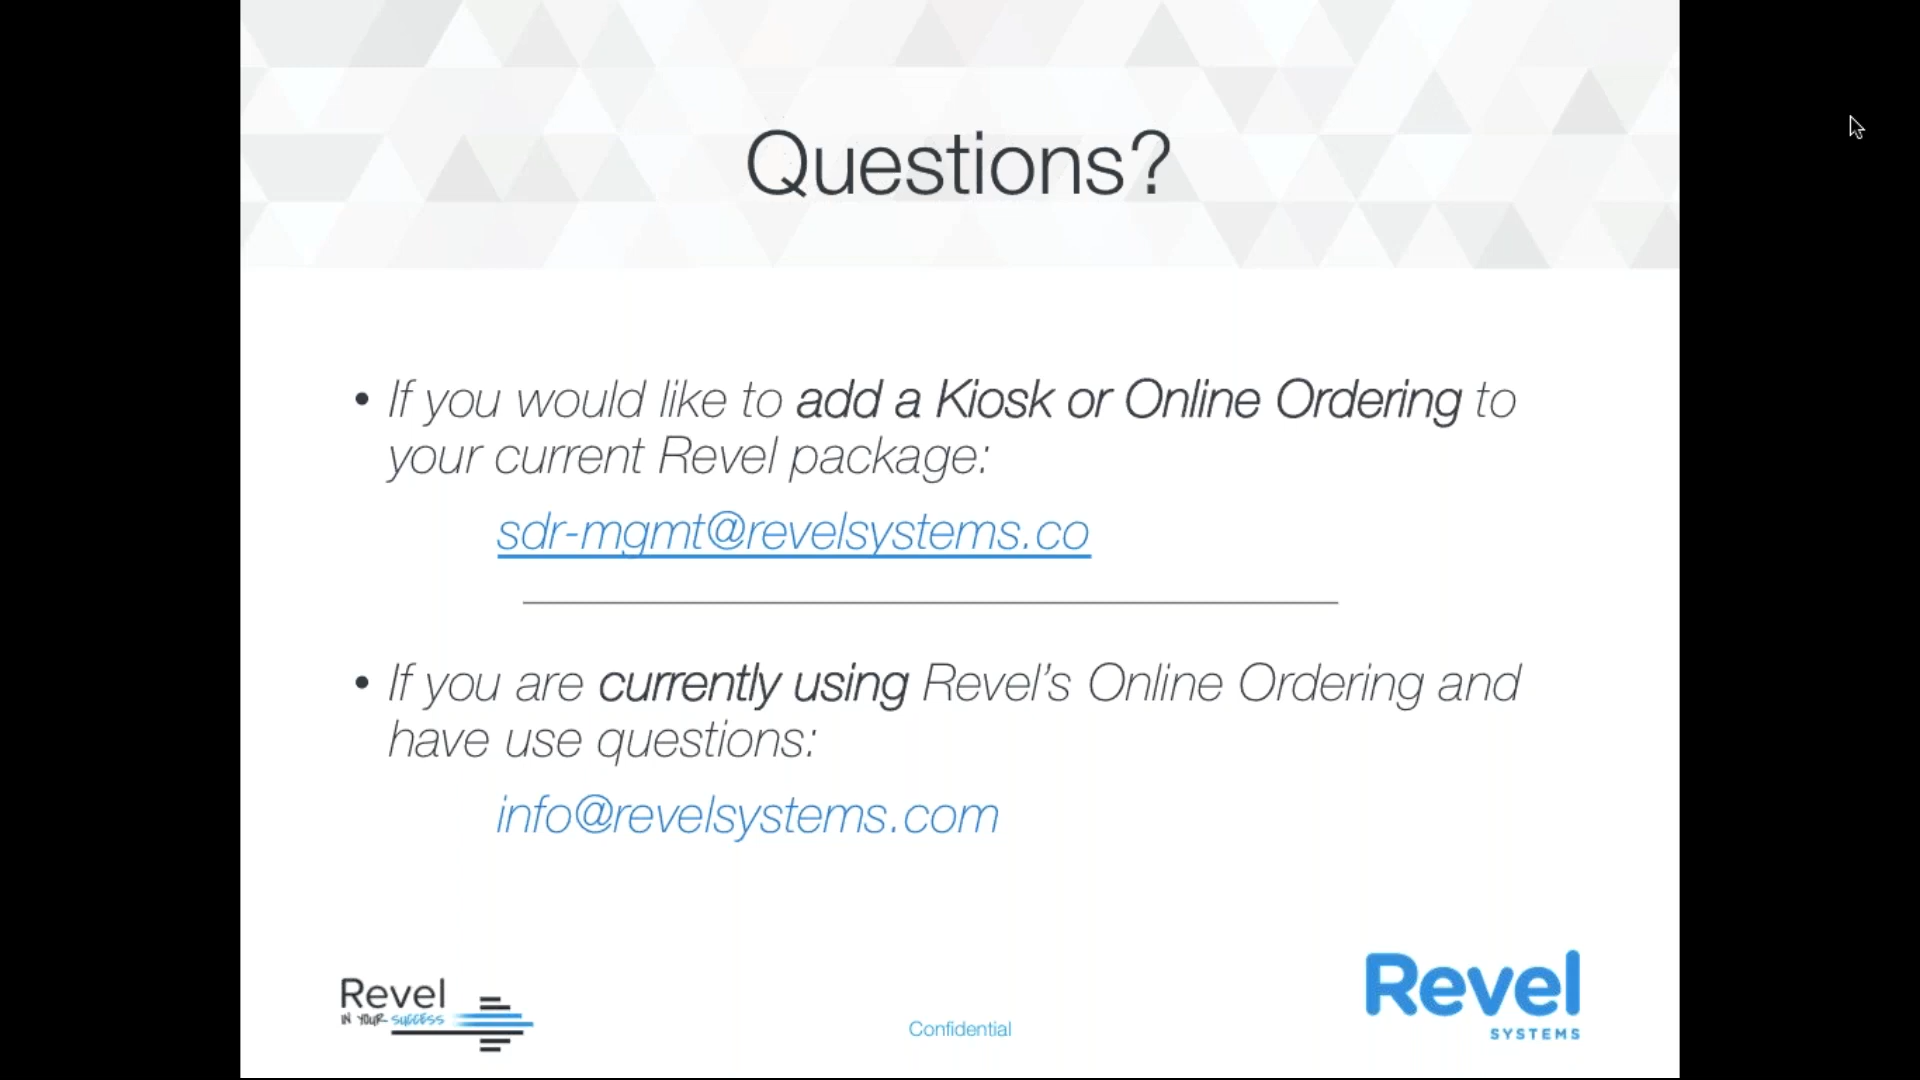 Questions?
• If you would like to add a Kiosk or Online Ordering to
your current Revel package:
sdr-mgmt@revelsystems.co
• If you are currently using Revel's Online Ordering and
have use questions:
info@revelsystems.com
Revel
IN YOUR SUCCESS
Confidential
Revel
SYSTEMS